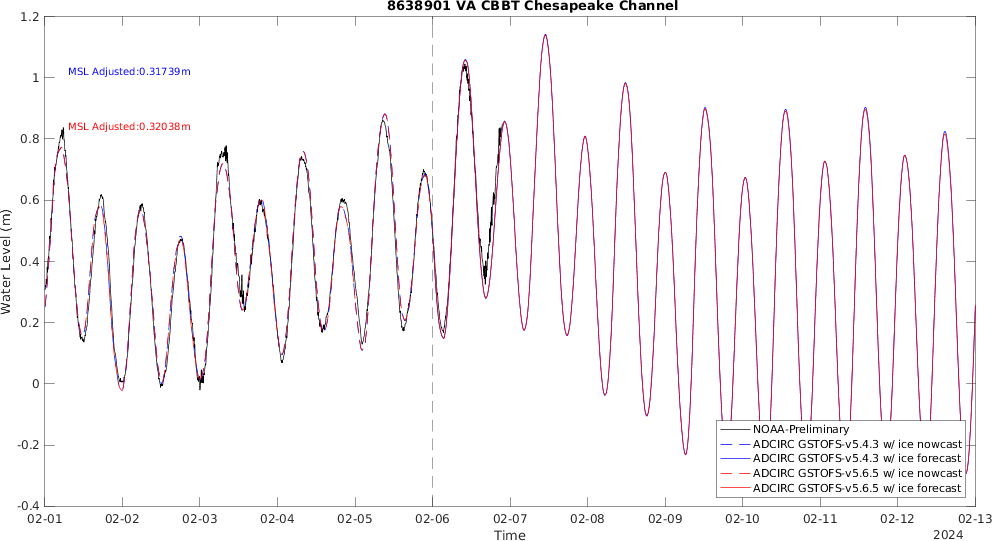 8638901 VA CBBT Chesapeake Channel
1.2
1
0.8
0.6
0.4
0.2
0
-0.2
-0.4
Water Level (m)
MSL Adjusted:0.31739m
MSL Adjusted:0.32038m
NOAA-Preliminary
ADCIRC GSTOFS-v5.4.3 w/ ice nowcast
ADCIRC GSTOFS-v5.4.3 w/ ice forecast
ADCIRC GSTOFS-v5.6.5 w/ ice nowcast
ADCIRC GSTOFS-v5.6.5 w/ ice forecast
02-01 02-02 02-03 02-04 02-05 02-06 02-07 02-08 02-09 02-10 02-11 02-12 02-13
Time
2024